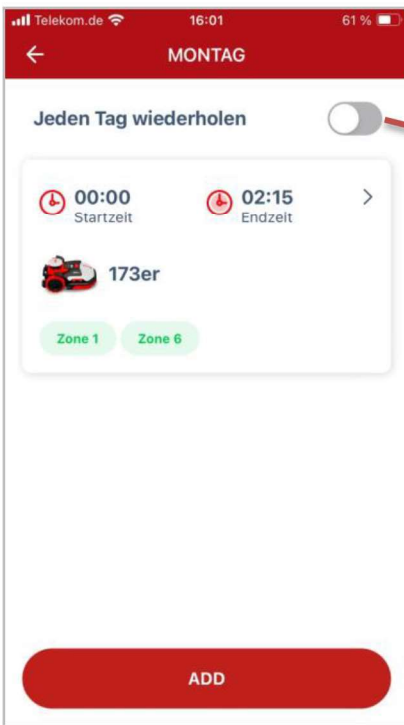 Telekom.de 16:01 61 %
MONTAG
Jeden Tag wiederholen
00:00 02:15
Startzeit Endzeit
173er
Zone 1 Zone 6
ADD